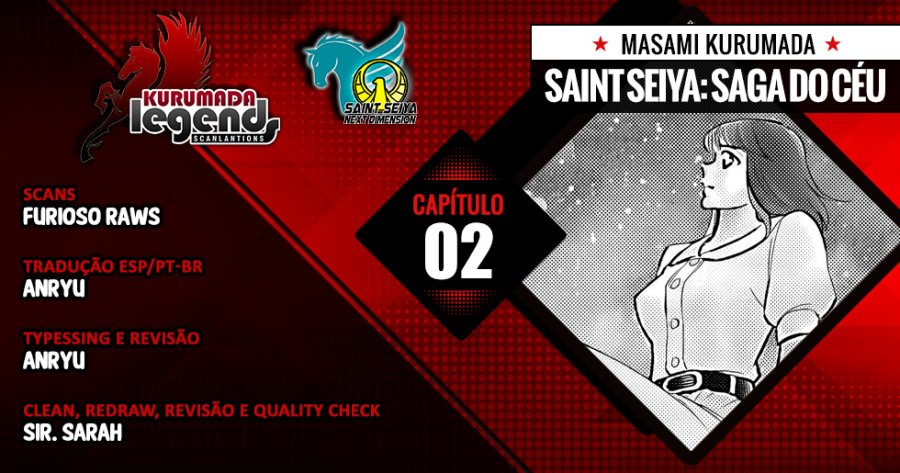 KURUMADA
legends
SCANLANTIONS
SAINT SEIYA
NEXT DIMENSION
★ MASAMI KURUMADA ★
SAINT SEIYA: SAGA DO CÉU
CAPÍTULO
02
SCANS
FURIOSO RAWS
TRADUÇÃO ESP/PT-BR
ANRYU
TYPESSING E REVISÃO
ANRYU
CLEAN, REDRAW, REVISÃO E QUALITY CHECK
SIR. SARAH